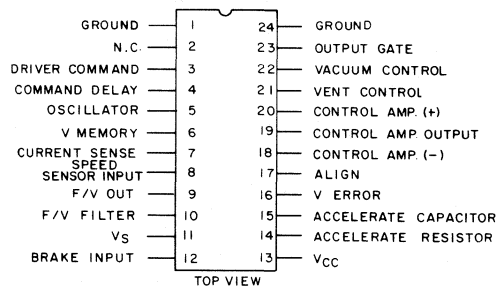 GROUND 1 24 GROUND
N.C. 2 23 OUTPUT GATE
DRIVER COMMAND 3 22 VACUUM CONTROL
COMMAND DELAY 4 21 VENT CONTROL
OSCILLATOR 5 20 CONTROL AMP. (+)
V MEMORY 6 19 CONTROL AMP. OUTPUT
CURRENT SENSE 7 18 CONTROL AMP. (-)
SPEED
SENSOR INPUT 8 17 ALIGN
F/V OUT 9 16 V ERROR
F/V FILTER 10 15 ACCELERATE CAPACITOR
VS 11 14 ACCELERATE RESISTOR
BRAKE INPUT 12 13 VCC
TOP VIEW